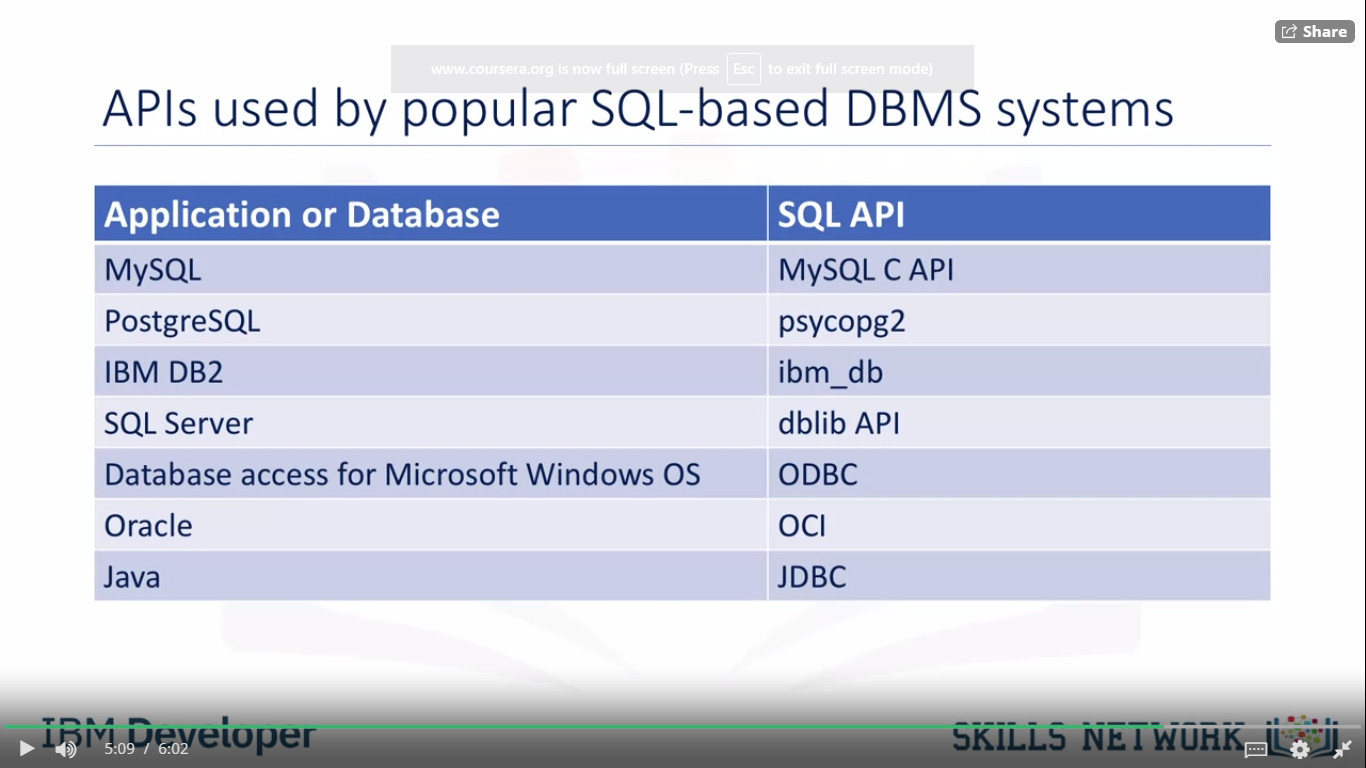 Share
www.coursera.org is now full screen (Press Esc to exit full screen mode)
APIs used by popular SQL-based DBMS systems
Application or Database SQL API
MySQL MySQL C API
PostgreSQL psycopg2
IBM DB2 ibm_db
SQL Server dblib API
Database access for Microsoft Windows OS ODBC
Oracle OCI
Java JDBC
IBM Developer SKILLS NETWORK
5:09 / 6:02